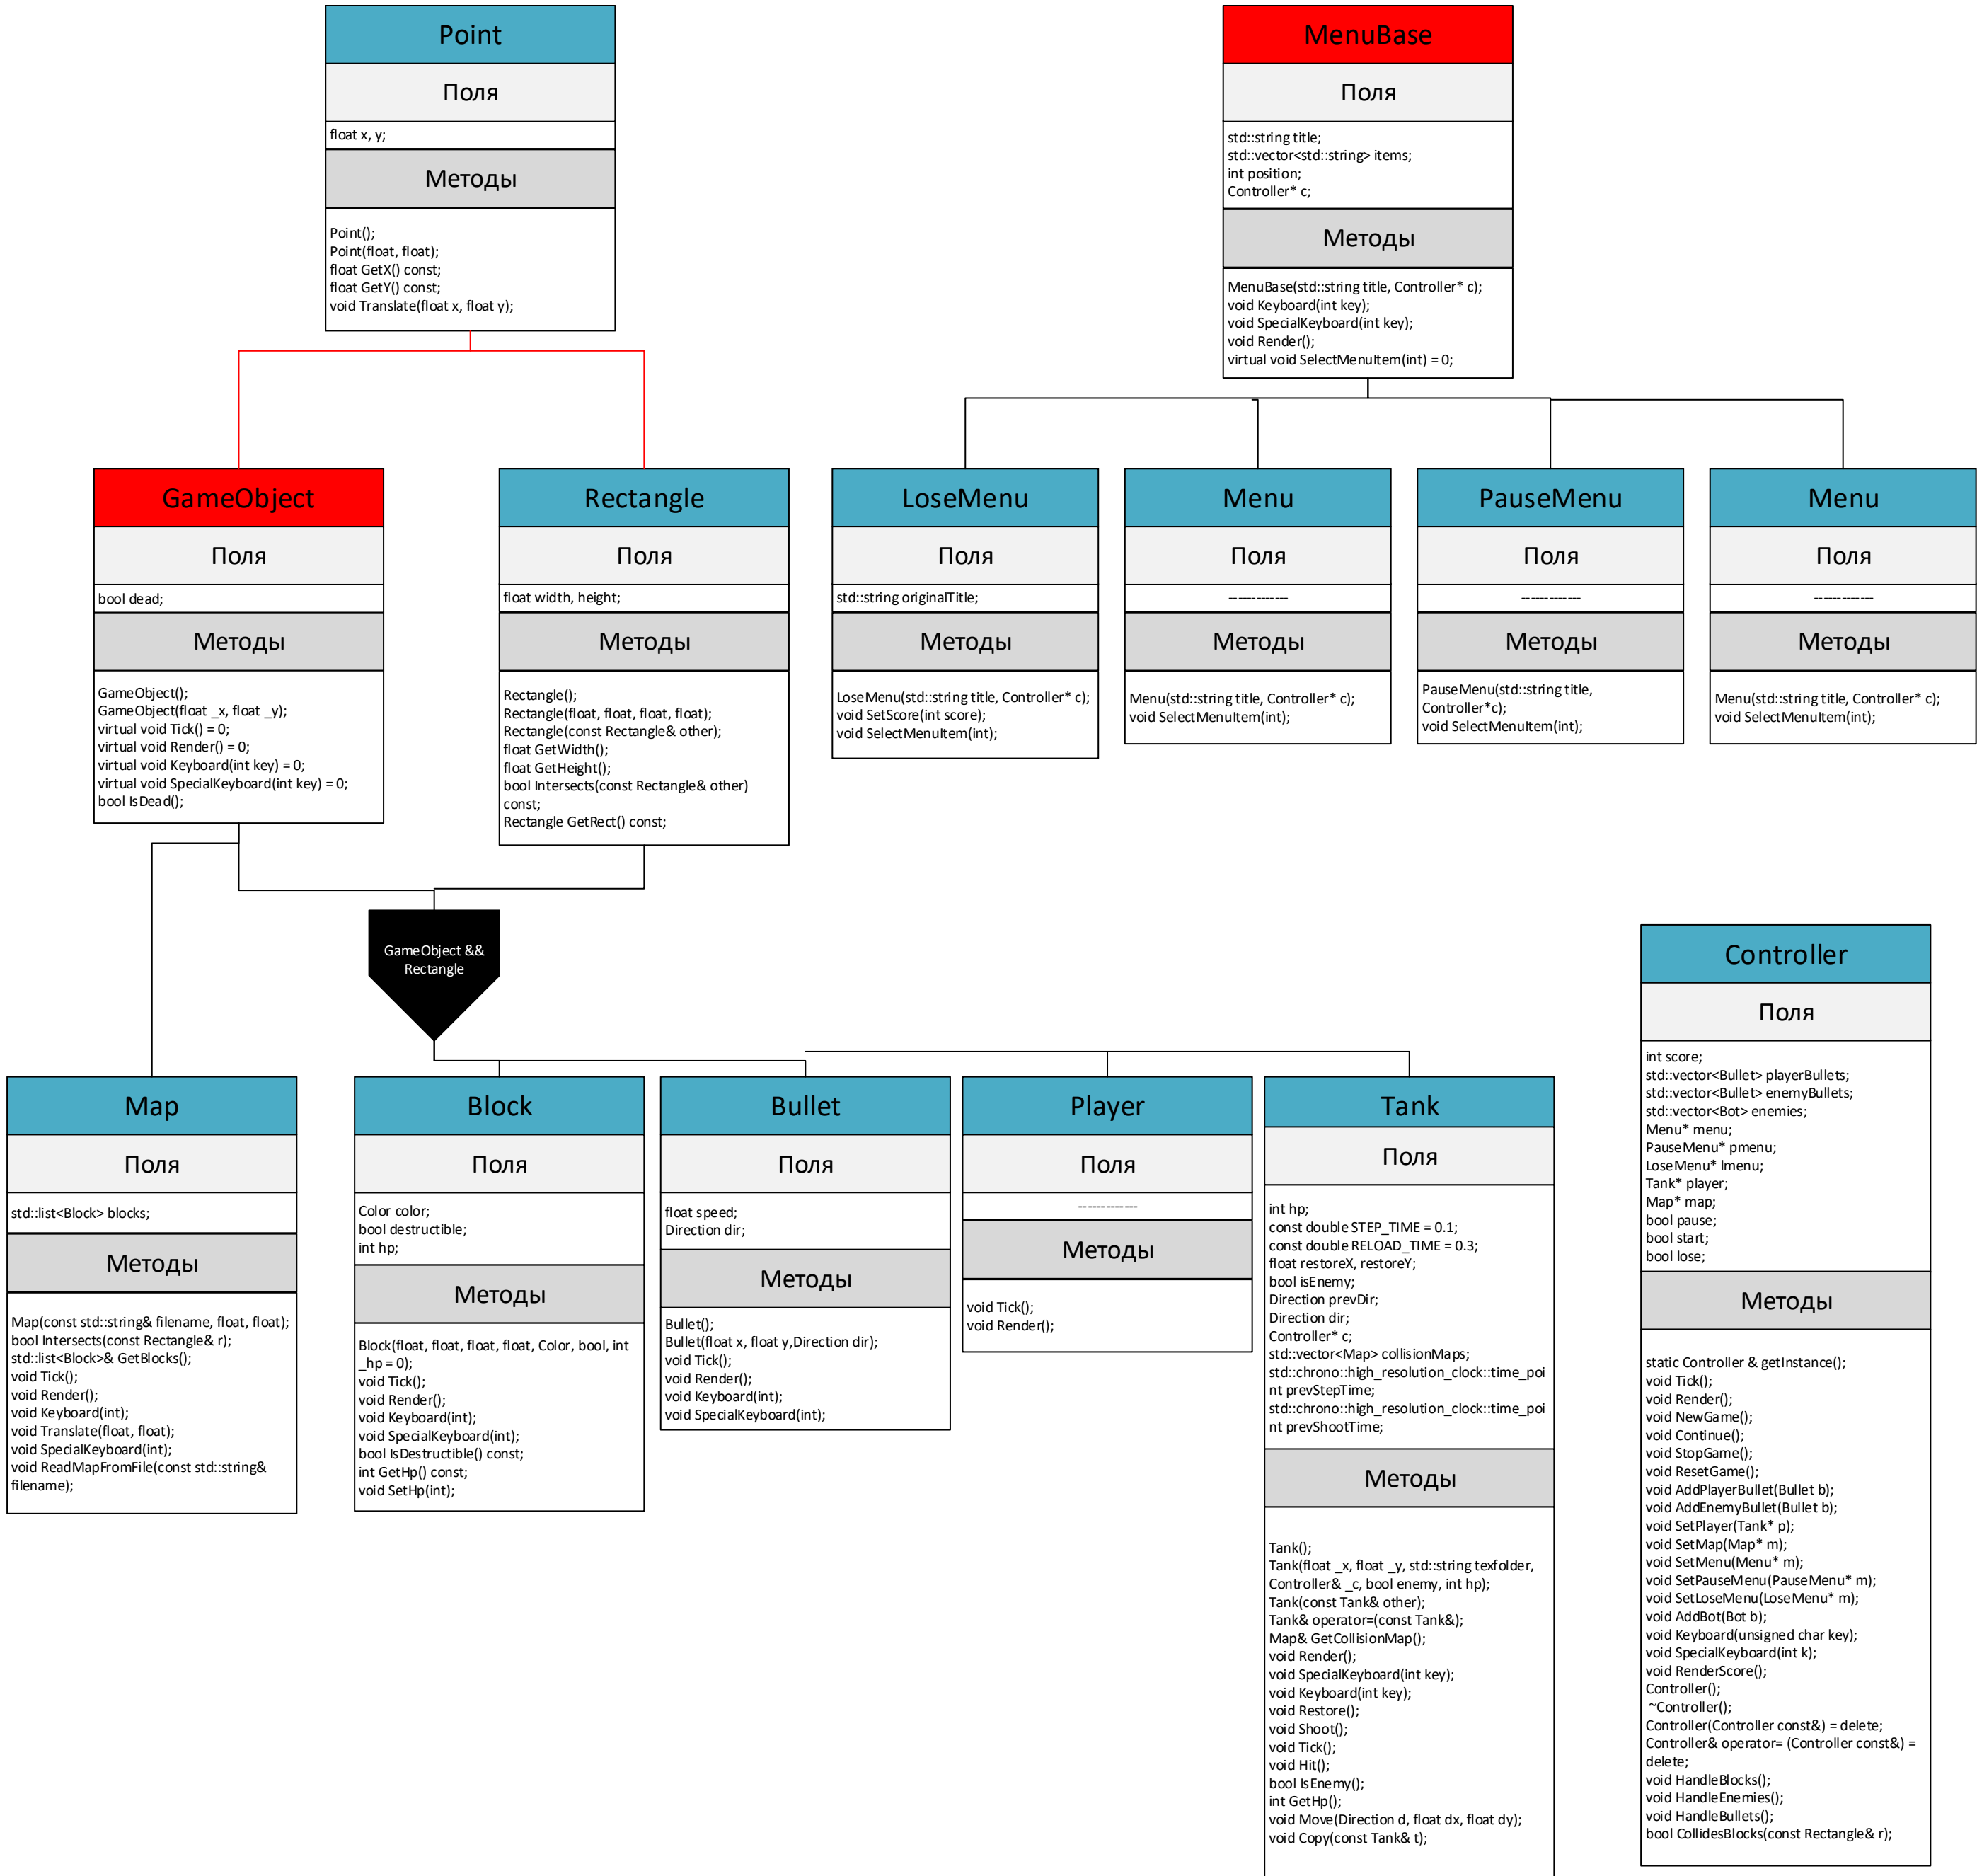 Point
Поля
float x, y;
Методы
Point();
Point(float, float);
float GetX() const;
float GetY() const;
void Translate(float x, float y);
MenuBase
Поля
std::string title;
std::vector<std::string> items;
int position;
Controller* c;
Методы
MenuBase(std::string title, Controller* c);
void Keyboard(int key);
void SpecialKeyboard(int key);
void Render();
virtual void SelectMenuItem(int) = 0;
GameObject
Поля
bool dead;
Методы
GameObject();
GameObject(float _x, float _y);
virtual void Tick() = 0;
virtual void Render() = 0;
virtual void Keyboard(int key) = 0;
virtual void SpecialKeyboard(int key) = 0;
bool IsDead();
Rectangle
Поля
float width, height;
Методы
Rectangle();
Rectangle(float, float, float, float);
Rectangle(const Rectangle& other);
float GetWidth();
float GetHeight();
bool Intersects(const Rectangle& other)
const;
Rectangle GetRect() const;
LoseMenu
Поля
std::string originalTitle;
Методы
LoseMenu(std::string title, Controller* c);
void SetScore(int score);
void SelectMenuItem(int);
Menu
Поля
-------------
Методы
Menu(std::string title, Controller* c);
void SelectMenuItem(int);
PauseMenu
Поля
-------------
Методы
PauseMenu(std::string title,
Controller*c);
void SelectMenuItem(int);
Menu
Поля
-------------
Методы
Menu(std::string title, Controller* c);
void SelectMenuItem(int);
GameObject &&
Rectangle
Map
Поля
std::list<Block> blocks;
Методы
Map(const std::string& filename, float, float);
bool Intersects(const Rectangle& r);
std::list<Block>& GetBlocks();
void Tick();
void Render();
void Keyboard(int);
void Translate(float, float);
void SpecialKeyboard(int);
void ReadMapFromFile(const std::string&
filename);
Block
Поля
Color color;
bool destructible;
int hp;
Методы
Block(float, float, float, float, Color, bool, int
_hp = 0);
void Tick();
void Render();
void Keyboard(int);
void SpecialKeyboard(int);
bool IsDestructible() const;
int GetHp() const;
void SetHp(int);
Bullet
Поля
float speed;
Direction dir;
Методы
Bullet();
Bullet(float x, float y,Direction dir);
void Tick();
void Render();
void Keyboard(int);
void SpecialKeyboard(int);
Player
Поля
-------------
Методы
void Tick();
void Render();
Tank
Поля
int hp;
const double STEP_TIME = 0.1;
const double RELOAD_TIME = 0.3;
float restoreX, restoreY;
bool isEnemy;
Direction prevDir;
Direction dir;
Controller* c;
std::vector<Map> collisionMaps;
std::chrono::high_resolution_clock::time_poi
nt prevStepTime;
std::chrono::high_resolution_clock::time_poi
nt prevShootTime;
Методы
Tank();
Tank(float _x, float _y, std::string texfolder,
Controller& _c, bool enemy, int hp);
Tank(const Tank& other);
Tank& operator=(const Tank&);
Map& GetCollisionMap();
void Render();
void SpecialKeyboard(int key);
void Keyboard(int key);
void Restore();
void Shoot();
void Tick();
void Hit();
bool IsEnemy();
int GetHp();
void Move(Direction d, float dx, float dy);
void Copy(const Tank& t);
Controller
Поля
int score;
std::vector<Bullet> playerBullets;
std::vector<Bullet> enemyBullets;
std::vector<Bot> enemies;
Menu* menu;
PauseMenu* pmenu;
LoseMenu* lmenu;
Tank* player;
Map* map;
bool pause;
bool start;
bool lose;
Методы
static Controller & getInstance();
void Tick();
void Render();
void NewGame();
void Continue();
void StopGame();
void ResetGame();
void AddPlayerBullet(Bullet b);
void AddEnemyBullet(Bullet b);
void SetPlayer(Tank* p);
void SetMap(Map* m);
void SetMenu(Menu* m);
void SetPauseMenu(PauseMenu* m);
void SetLoseMenu(LoseMenu* m);
void AddBot(Bot b);
void Keyboard(unsigned char key);
void SpecialKeyboard(int k);
void RenderScore();
Controller();
~Controller();
Controller(Controller const&) = delete;
Controller& operator= (Controller const&) =
delete;
void HandleBlocks();
void HandleEnemies();
void HandleBullets();
bool CollidesBlocks(const Rectangle& r);